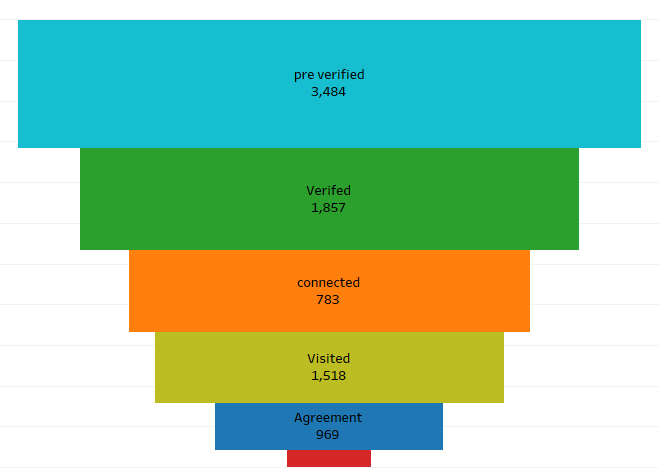 pre verified
3,484
Verifed
1,857
connected
783
Visited
1,518
Agreement
969